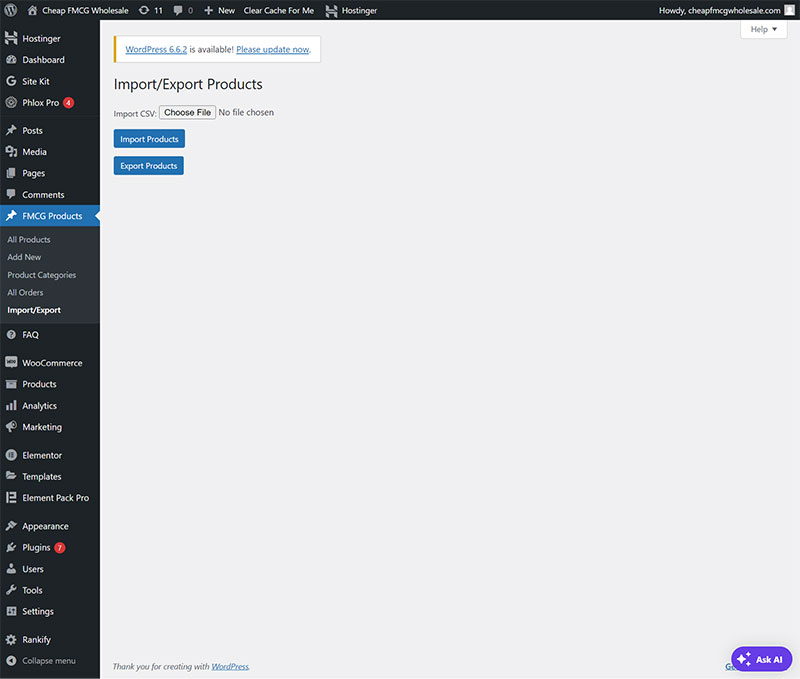 Cheap FMCG Wholesale 11 0 New Clear Cache For Me Hostinger Howdy, cheapfmcgwholesale.com
Help
Hostinger
Dashboard
Site Kit
Phlox Pro 4
Posts
Media
Pages
Comments
FMCG Products
All Products
Add New
Product Categories
All Orders
Import/Export
FAQ
WooCommerce
Products
Analytics
Marketing
Elementor
Templates
Element Pack Pro
Appearance
Plugins 7
Users
Tools
Settings
Rankify
Collapse menu
WordPress 6.6.2 is available! Please update now.
Import/Export Products
Import CSV: Choose File No file chosen
Import Products
Export Products
Thank you for creating with WordPress.
Ask AI